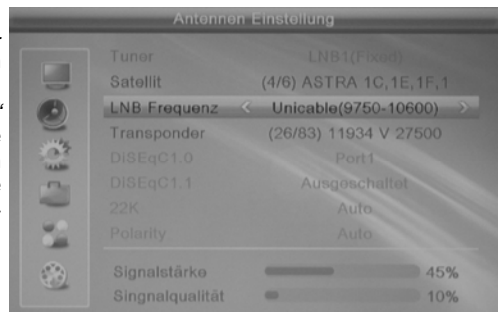 Antennen Einstellung
Tuner LNB1(Fixed)
Satellit (4/6) ASTRA 1C,1E,1F,1
LNB Frequenz Unicable(9750-10600)
Transponder (26/83) 11934 V 27500
DiSEqC1.0 Port1
DiSEqC1.1 Ausgeschaltet
22K Auto
Polarity Auto
Signalstärke 45%
Singnalqualität 10%